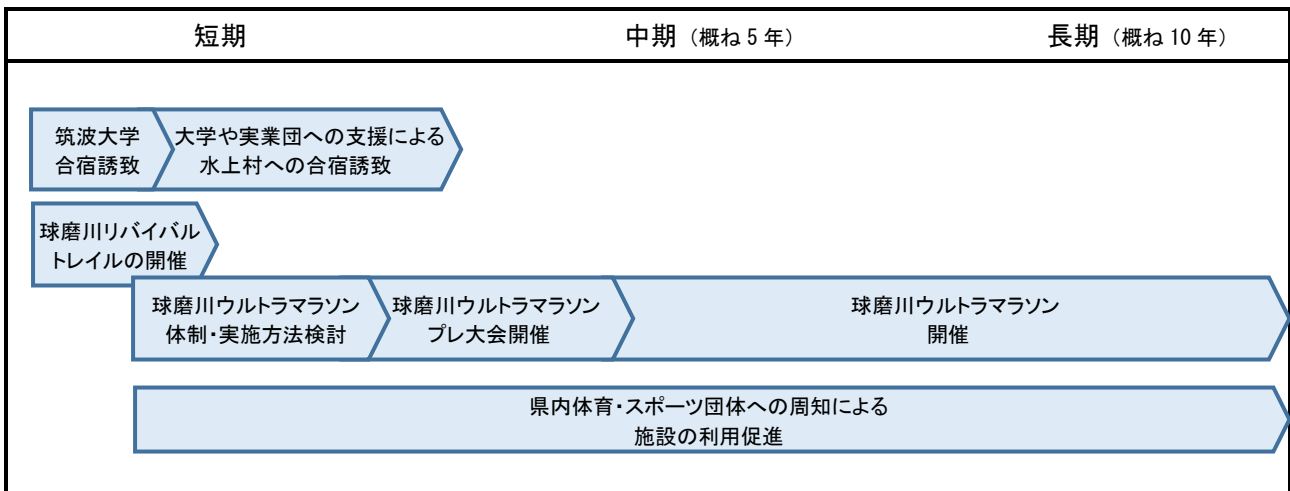 短期
中期（概ね 5 年）
長期（概ね 10 年）
筑波大学
合宿誘致
大学や実業団への支援による
水上村への合宿誘致
球磨川リバイバル
トレイルの開催
球磨川ウルトラマラソン
体制・実施方法検討
球磨川ウルトラマラソン
プレ大会開催
球磨川ウルトラマラソン
開催
県内体育・スポーツ団体への周知による
施設の利用促進